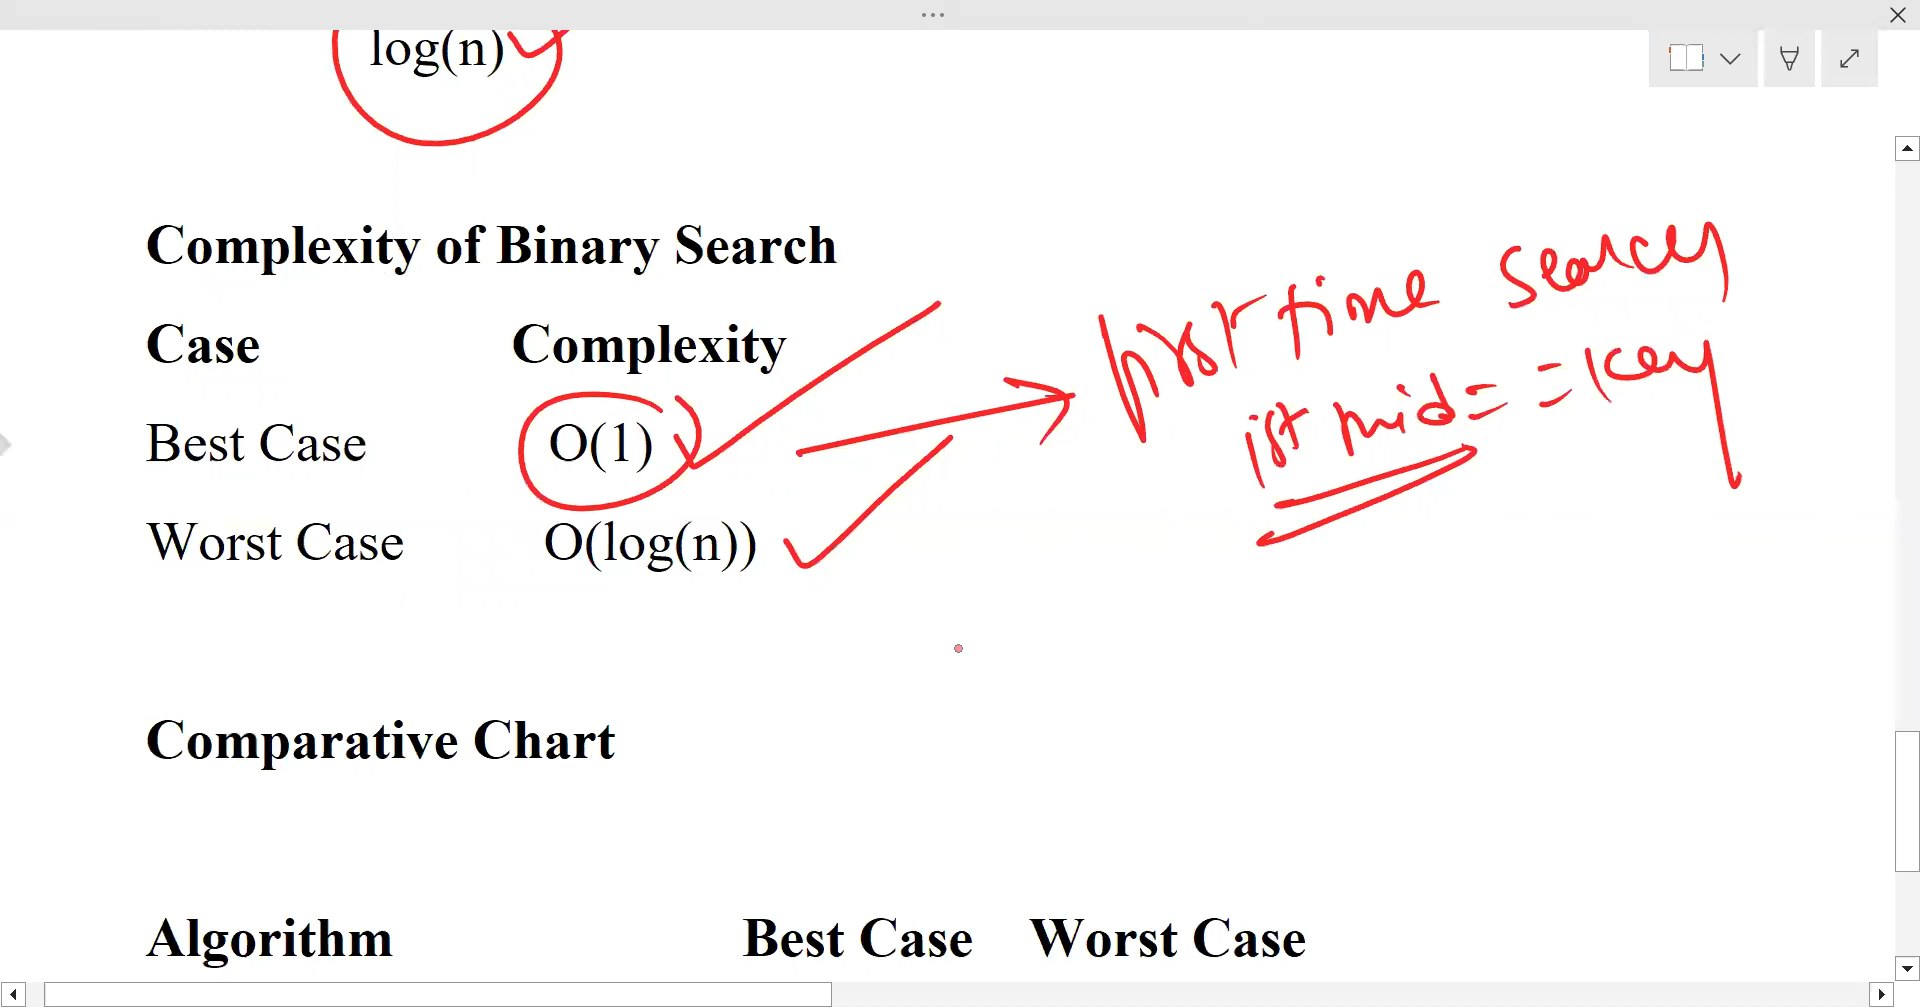 log(n)
Complexity of Binary Search
first time search
Case Complexity
1st mid = = key
Best Case O(1)
Worst Case O(log(n))
Comparative Chart
Algorithm Best Case Worst Case